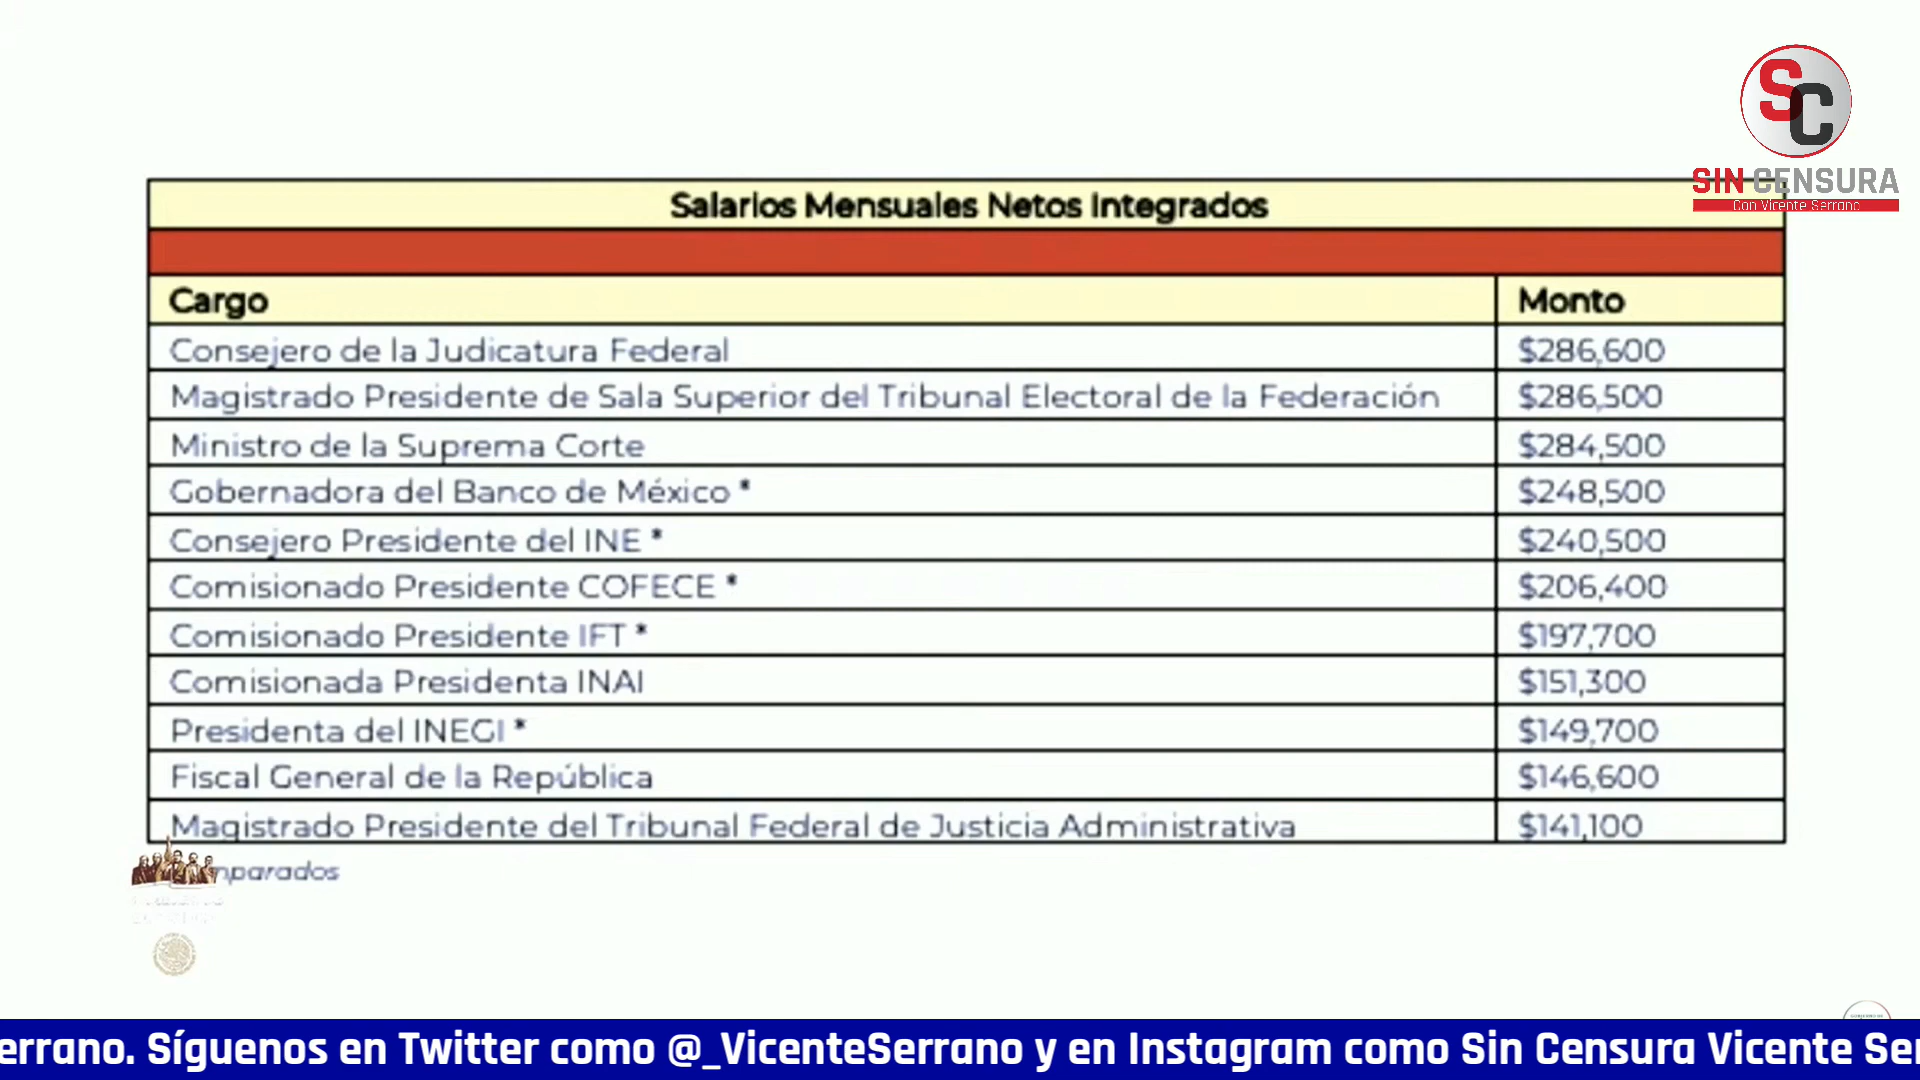 SC
SIN CENSURA
Con Vicente Serrano
Salarios Mensuales Netos Integrados
Cargo Monto
Consejero de la Judicatura Federal $286,600
Magistrado Presidente de Sala Superior del Tribunal Electoral de la Federación $286,500
Ministro de la Suprema Corte $284,500
Gobernadora del Banco de México * $248,500
Consejero Presidente del INE * $240,500
Comisionado Presidente COFECE * $206,400
Comisionado Presidente IFT * $197,700
Comisionada Presidenta INAI $151,300
Presidenta del INEGI * $149,700
Fiscal General de la República $146,600
Magistrado Presidente del Tribunal Federal de Justicia Administrativa $141,100
mparados
errano. Síguenos en Twitter como @_VicenteSerrano y en Instagram como Sin Censura Vicente Ser